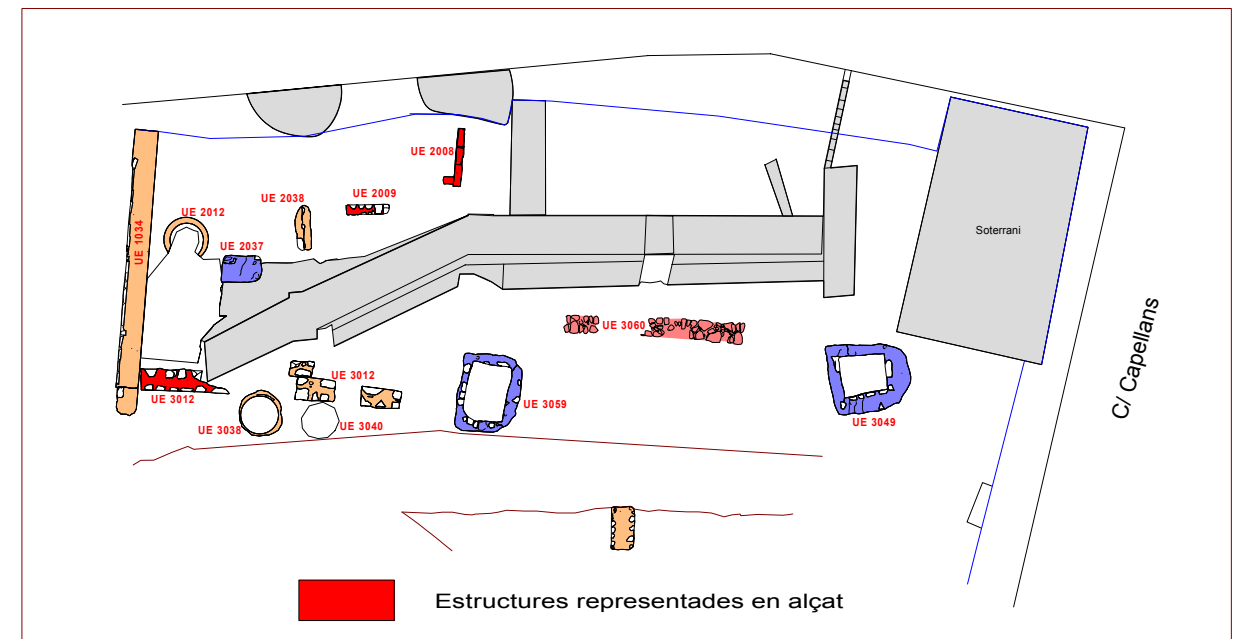 UE 2008
UE 2038
UE 2009
UE 2012
UE 1034
UE 2037
Soterrani
UE 3060
C/ Capellans
UE 3012
UE 3012
UE 3059
UE 3038
UE 3040
UE 3049
Estructures representades en alçat